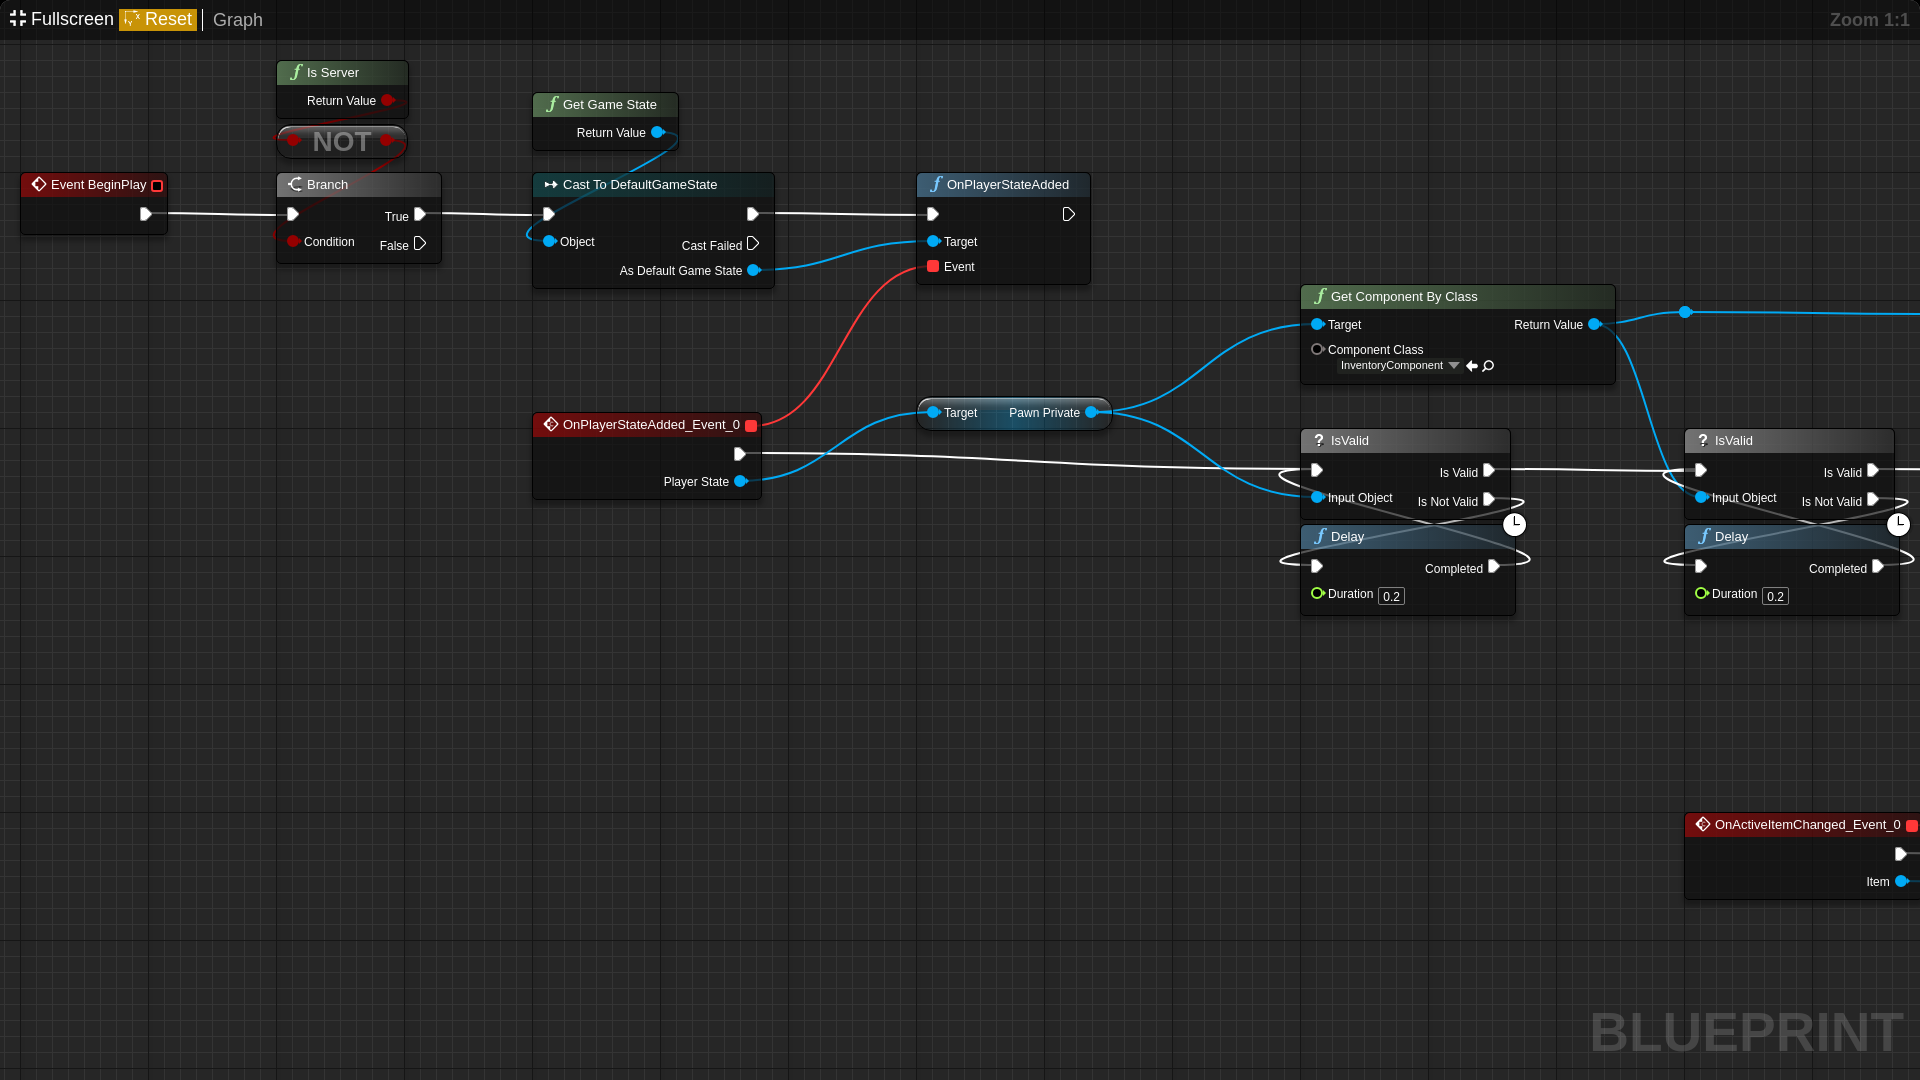 Fullscreen Reset Graph Zoom 1:1
Is Server
Return Value
NOT
Get Game State
Return Value
Event BeginPlay
Branch
True
Condition
False
Cast To DefaultGameState
Object
Cast Failed
As Default Game State
OnPlayerStateAdded
Target
Event
Get Component By Class
Target Return Value
Component Class
InventoryComponent
OnPlayerStateAdded_Event_0
Player State
Target Pawn Private
? IsValid
Is Valid
Input Object
Is Not Valid
Delay
Completed
Duration 0.2
? IsValid
Is Valid
Input Object
Is Not Valid
Delay
Completed
Duration 0.2
OnActiveItemChanged_Event_0
Item
BLUEPRINT